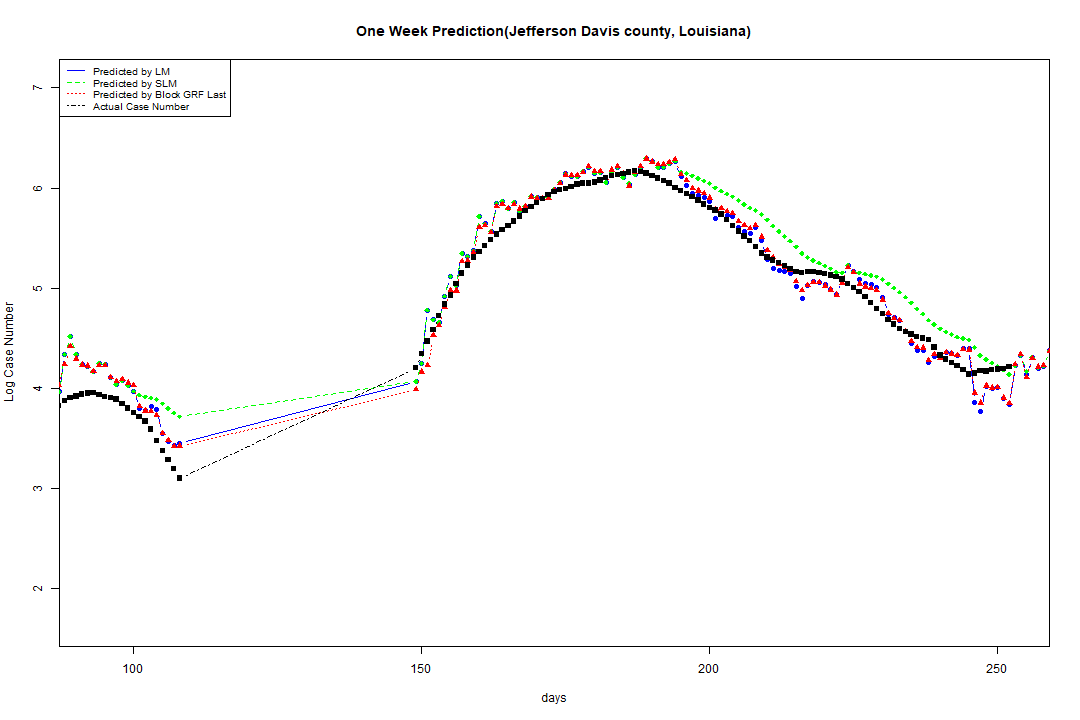 One Week Prediction(Jefferson Davis county, Louisiana)
Predicted by LM
Predicted by SLM
Predicted by Block GRF Last
Actual Case Number
Log Case Number
7
6
5
4
3
2
100 150 200 250
days